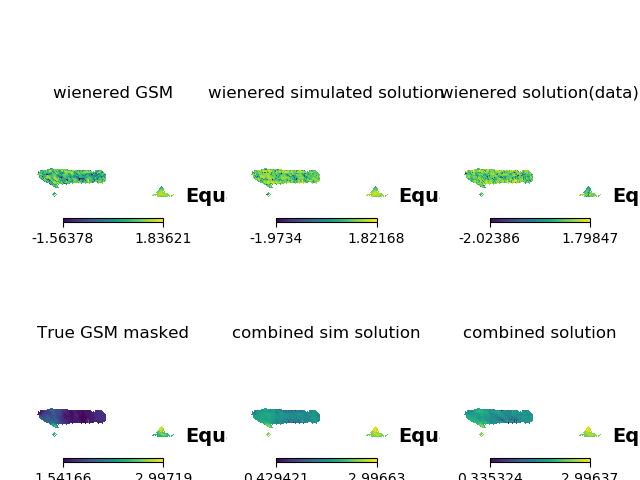 wienered GSM wienered simulated solution wienered solution(data)
Equ Equ Eq
-1.56378 1.83621 -1.9734 1.82168 -2.02386 1.79847
True GSM masked combined sim solution combined solution
Equ Equ Eq
1.54166 2.99719 0.429421 2.99663 0.335324 2.99637